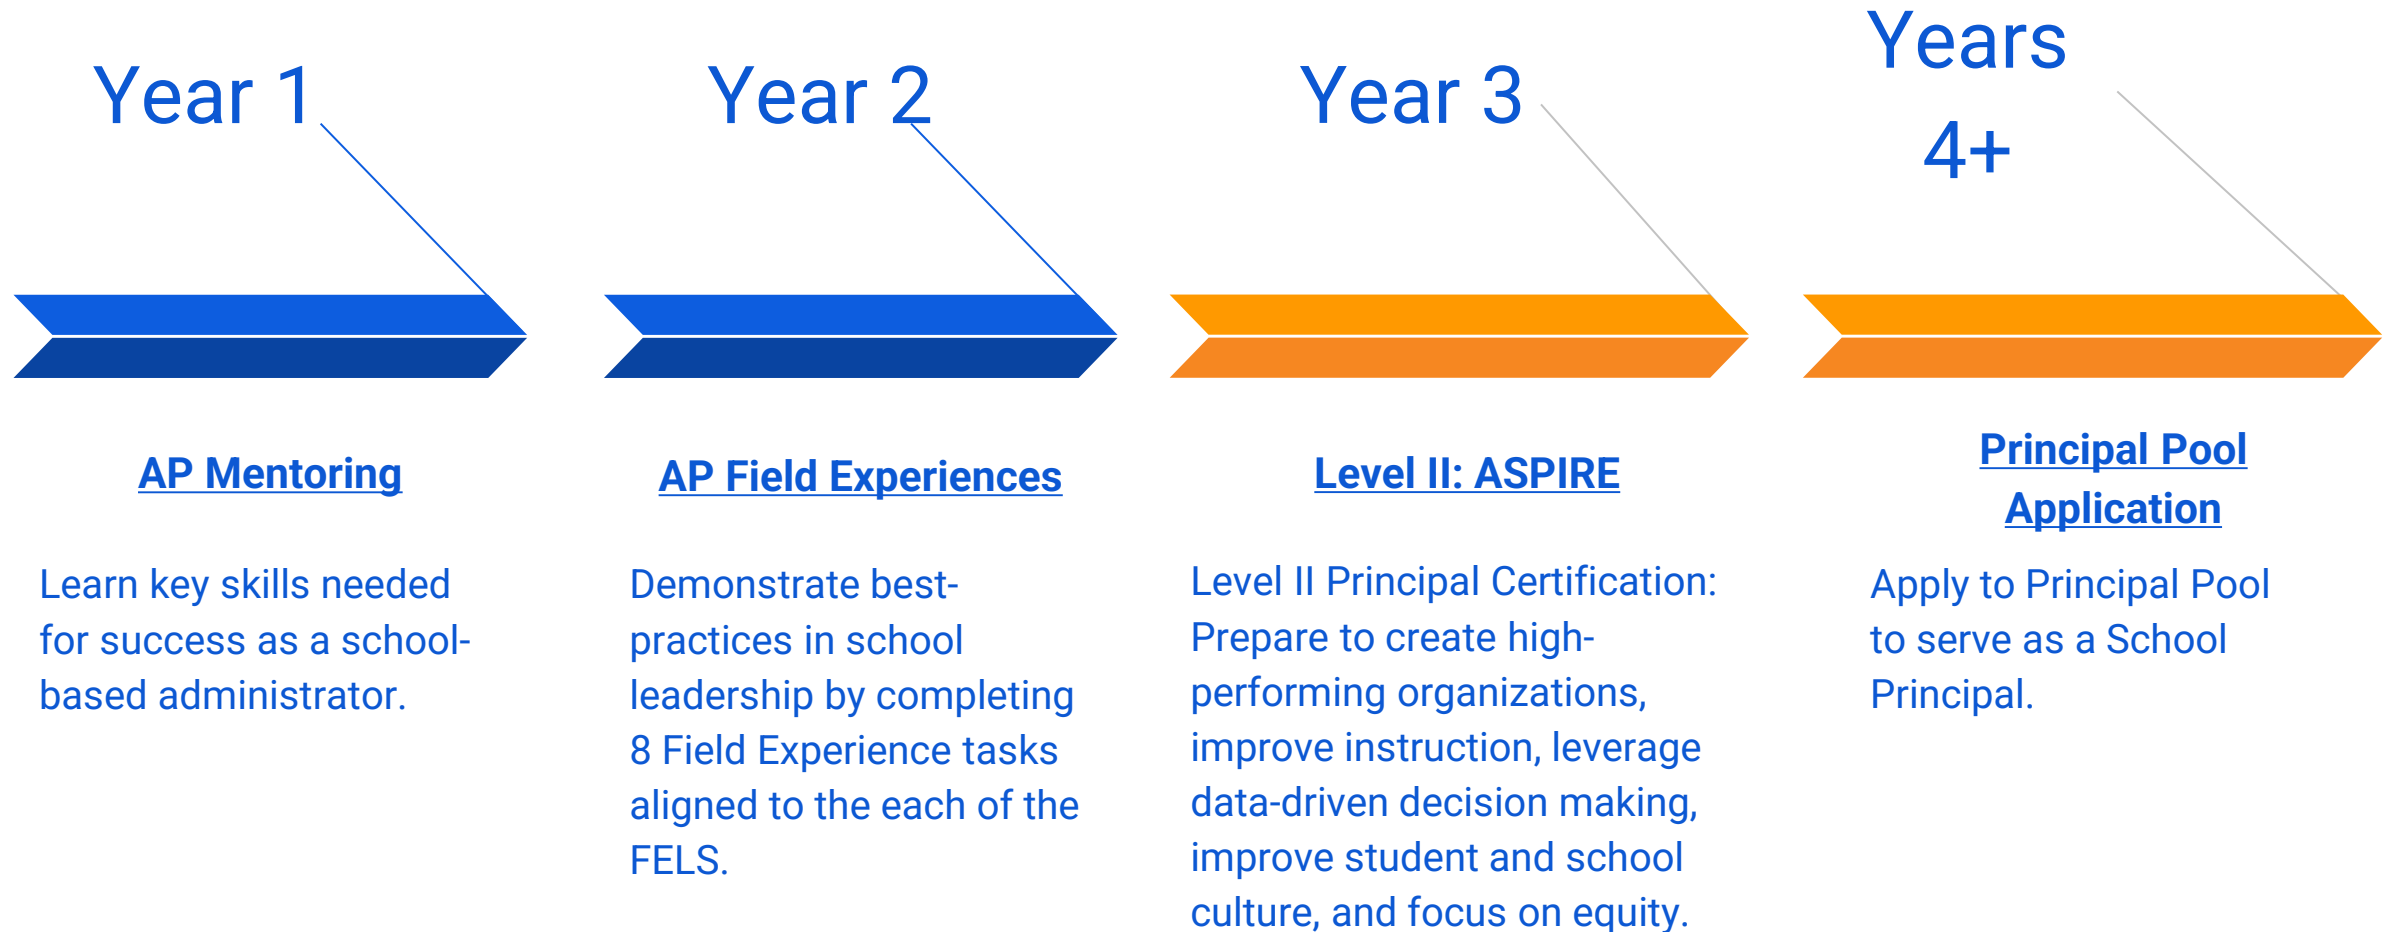 Year 1
AP Mentoring
Learn key skills needed
for success as a school-
based administrator.
Year 2
AP Field Experiences
Demonstrate best-
practices in school
leadership by completing
8 Field Experience tasks
aligned to the each of the
FELS.
Year 3
Level II: ASPIRE
Level II Principal Certification:
Prepare to create high-
performing organizations,
improve instruction, leverage
data-driven decision making,
improve student and school
culture, and focus on equity.
Years
4+
Principal Pool
Application
Apply to Principal Pool
to serve as a School
Principal.